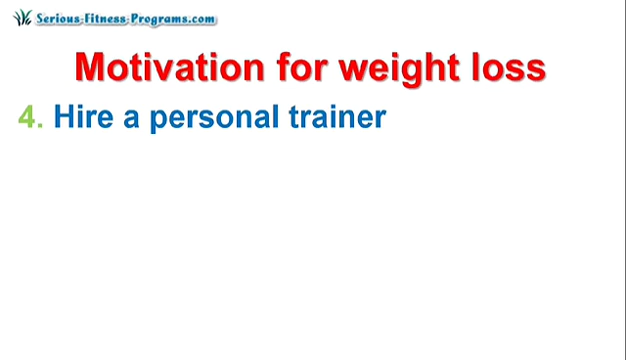 Serious-Fitness-Programs.com
Motivation for weight loss
4. Hire a personal trainer